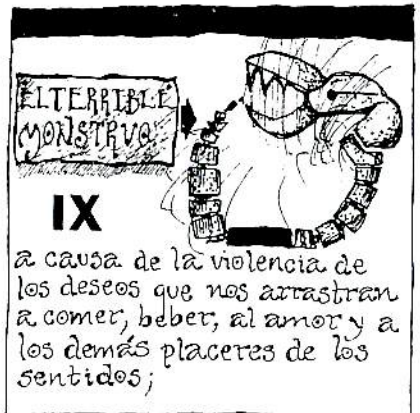 EL TERRIBLE
MONSTRUO
IX
a causa de la violencia de
los deseos que nos arrastran
a comer, beber, al amor y a
los demás placeres de los
sentidos;